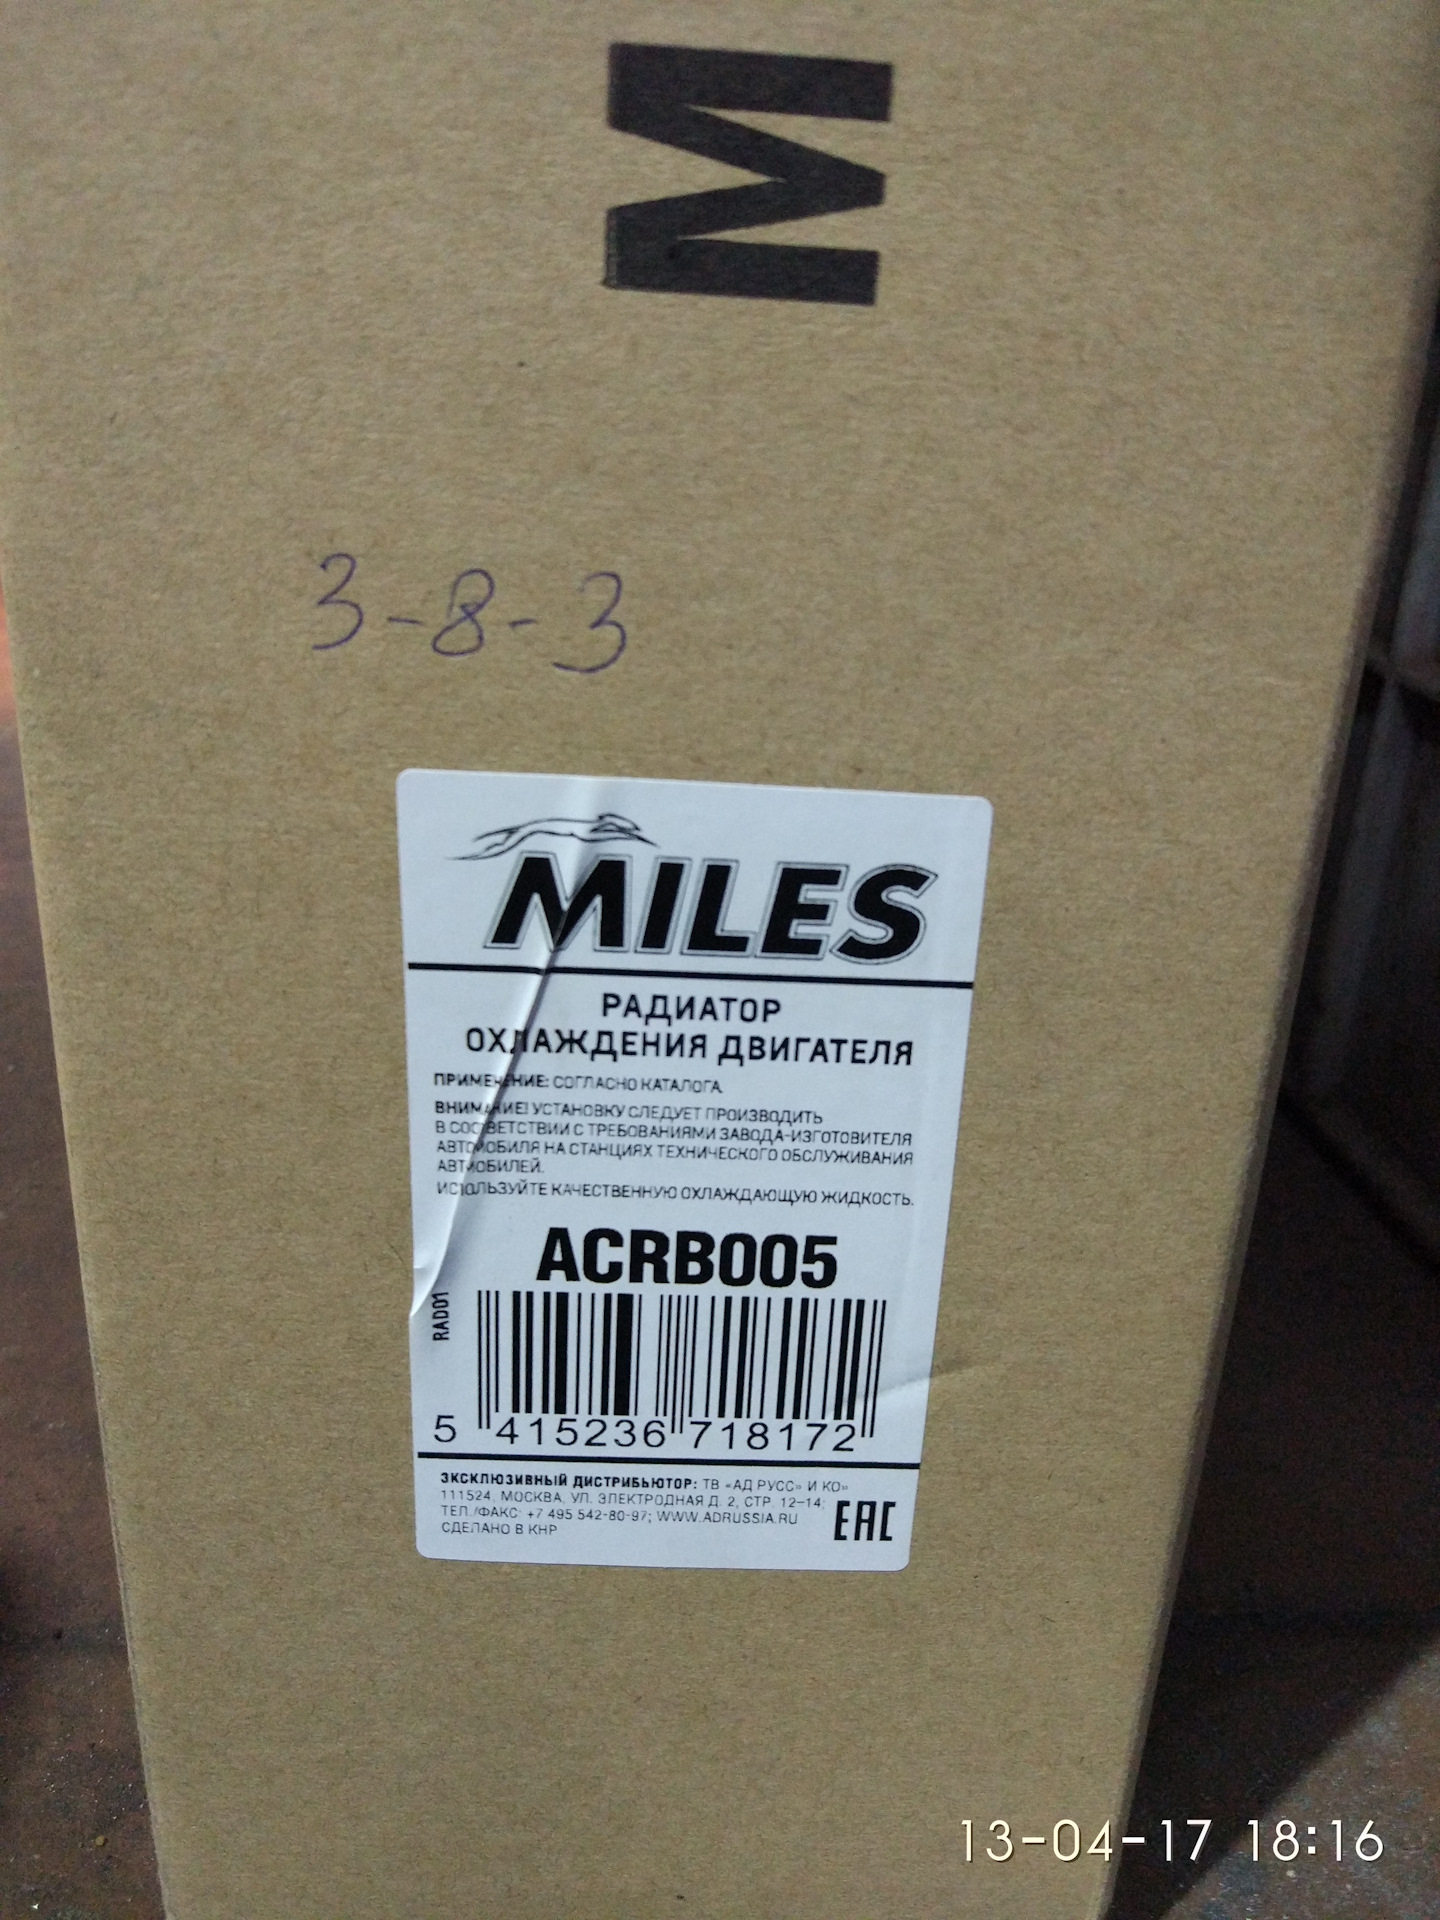 M
3-8-3
MILES
РАДИАТОР
ОХЛАЖДЕНИЯ ДВИГАТЕЛЯ
ПРИМЕНЕНИЕ: СОГЛАСНО КАТАЛОГА.
ВНИМАНИЕ! УСТАНОВКУ СЛЕДУЕТ ПРОИЗВОДИТЬ
В СООТВЕТСТВИИ С ТРЕБОВАНИЯМИ ЗАВОДА-ИЗГОТОВИТЕЛЯ
АВТОМОБИЛЯ НА СТАНЦИЯХ ТЕХНИЧЕСКОГО ОБСЛУЖИВАНИЯ
АВТОМОБИЛЕЙ.
ИСПОЛЬЗУЙТЕ КАЧЕСТВЕННУЮ ОХЛАЖДАЮЩУЮ ЖИДКОСТЬ.
ACRB005
RAD01
5 415236 718172
ЭКСКЛЮЗИВНЫЙ ДИСТРИБЬЮТОР: ТВ «АД РУСС» И КО»
111524, МОСКВА, УЛ. ЭЛЕКТРОДНАЯ Д. 2, СТР. 12-14;
ТЕЛ./ФАКС: +7 495 542-80-97; WWW.ADRUSSIA.RU
СДЕЛАНО В КНР
EAC
13-04-17 18:16